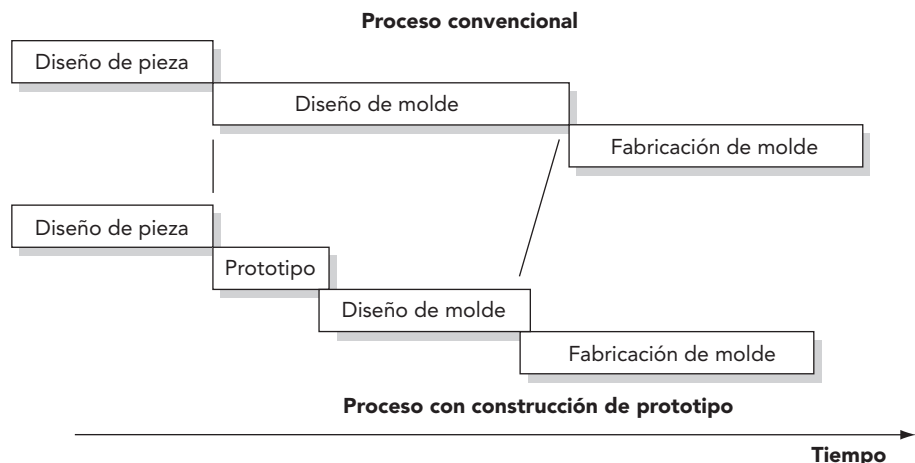 Proceso convencional
Diseño de pieza
Diseño de molde
Fabricación de molde
Diseño de pieza
Prototipo
Diseño de molde
Fabricación de molde
Proceso con construcción de prototipo
Tiempo